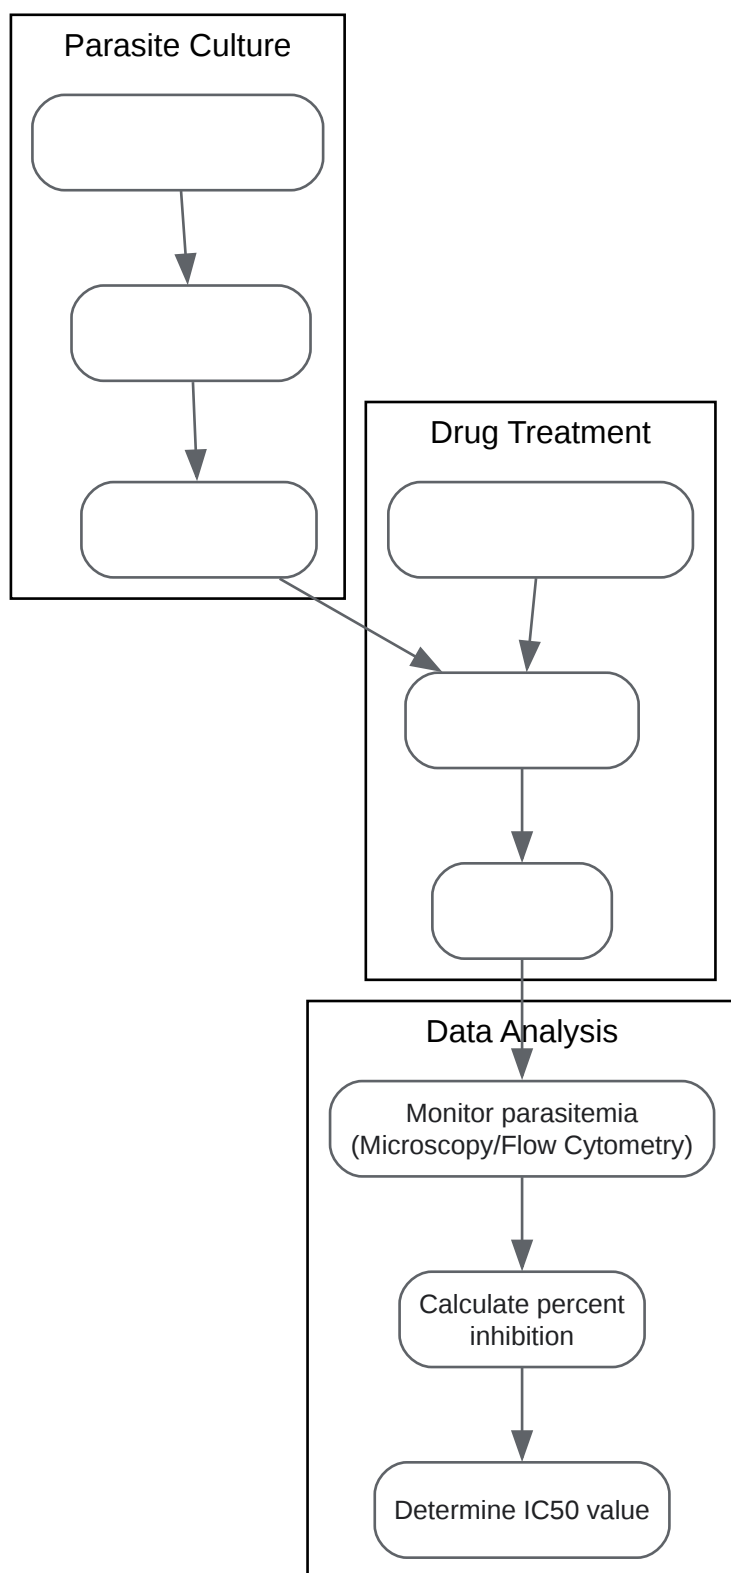 Parasite Culture
Drug Treatment
Data Analysis
Monitor parasitemia
(Microscopy/Flow Cytometry)
Calculate percent
inhibition
Determine IC50 value